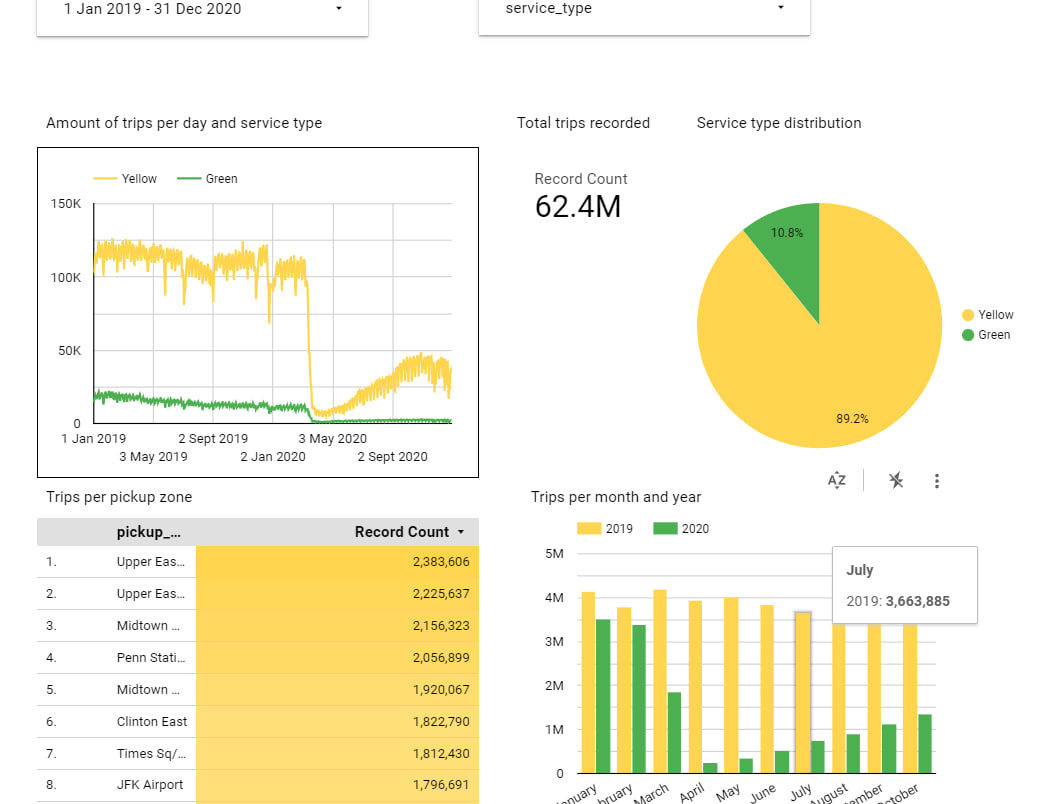 1 Jan 2019 - 31 Dec 2020
service_type
Amount of trips per day and service type
Yellow
Green
150K
100K
50K
0
1 Jan 2019
2 Sept 2019
3 May 2020
3 May 2019
2 Jan 2020
2 Sept 2020
Total trips recorded
Record Count
62.4M
Service type distribution
10.8%
89.2%
Yellow
Green
AZ
Trips per pickup zone
pickup_...
Record Count
1. Upper Eas... 2,383,606
2. Upper Eas... 2,225,637
3. Midtown ... 2,156,323
4. Penn Stati... 2,056,899
5. Midtown ... 1,920,067
6. Clinton East 1,822,790
7. Times Sq/... 1,812,430
8. JFK Airport 1,796,691
Trips per month and year
2019
2020
5M
4M
3M
2M
1M
0
July
2019: 3,663,885
anuary
bruary
March
April
May
June
July
August
ember
october